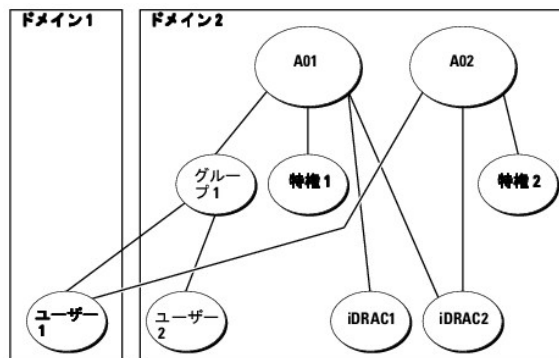 ドメイン1
ドメイン2
A01
A02
グルー
プ1
特権1
特権2
ユーザー
1
ユーザー
2
iDRAC1
iDRAC2